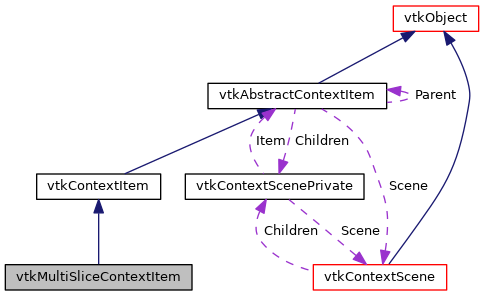 vtkObject
vtkAbstractContextItem
Parent
Item
Children
vtkContextItem
vtkContextScenePrivate
Scene
Children
Scene
vtkMultiSliceContextItem
vtkContextScene